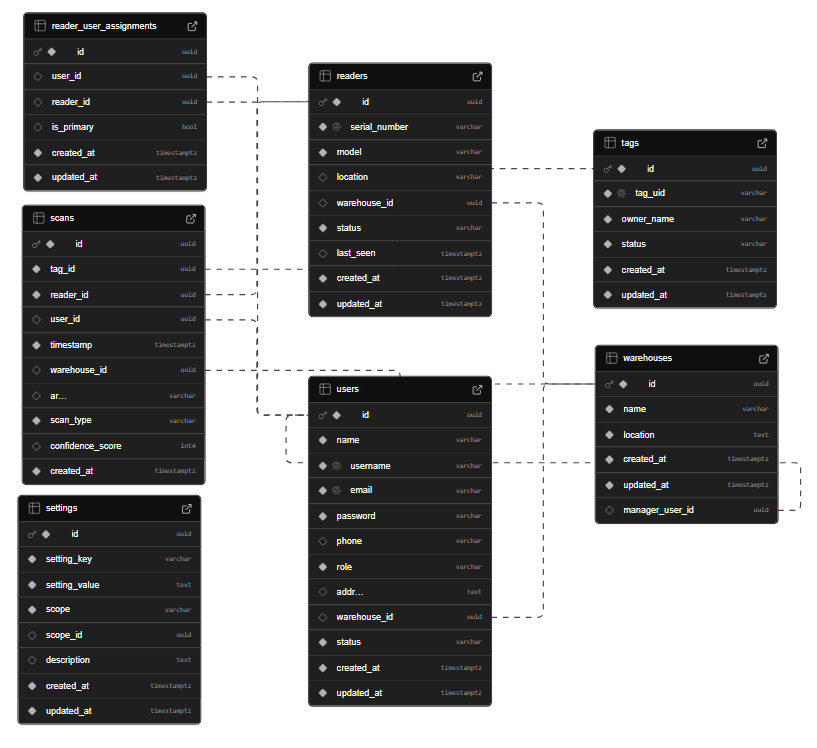 reader_user_assignments
id uuid
user_id uuid
reader_id uuid
is_primary bool
created_at timestamptz
updated_at timestamptz
scans
id uuid
tag_id uuid
reader_id uuid
user_id uuid
timestamp timestamptz
warehouse_id uuid
ar... varchar
scan_type varchar
confidence_score int4
created_at timestamptz
settings
id uuid
setting_key varchar
setting_value text
scope varchar
scope_id uuid
description text
created_at timestamptz
updated_at timestamptz
readers
id uuid
serial_number varchar
model varchar
location varchar
warehouse_id uuid
status varchar
last_seen timestamptz
created_at timestamptz
updated_at timestamptz
users
id uuid
name varchar
username varchar
email varchar
password varchar
phone varchar
role varchar
addr... text
warehouse_id uuid
status varchar
created_at timestamptz
updated_at timestamptz
tags
id uuid
tag_uid varchar
owner_name varchar
status varchar
created_at timestamptz
updated_at timestamptz
warehouses
id uuid
name varchar
location text
created_at timestamptz
updated_at timestamptz
manager_user_id uuid